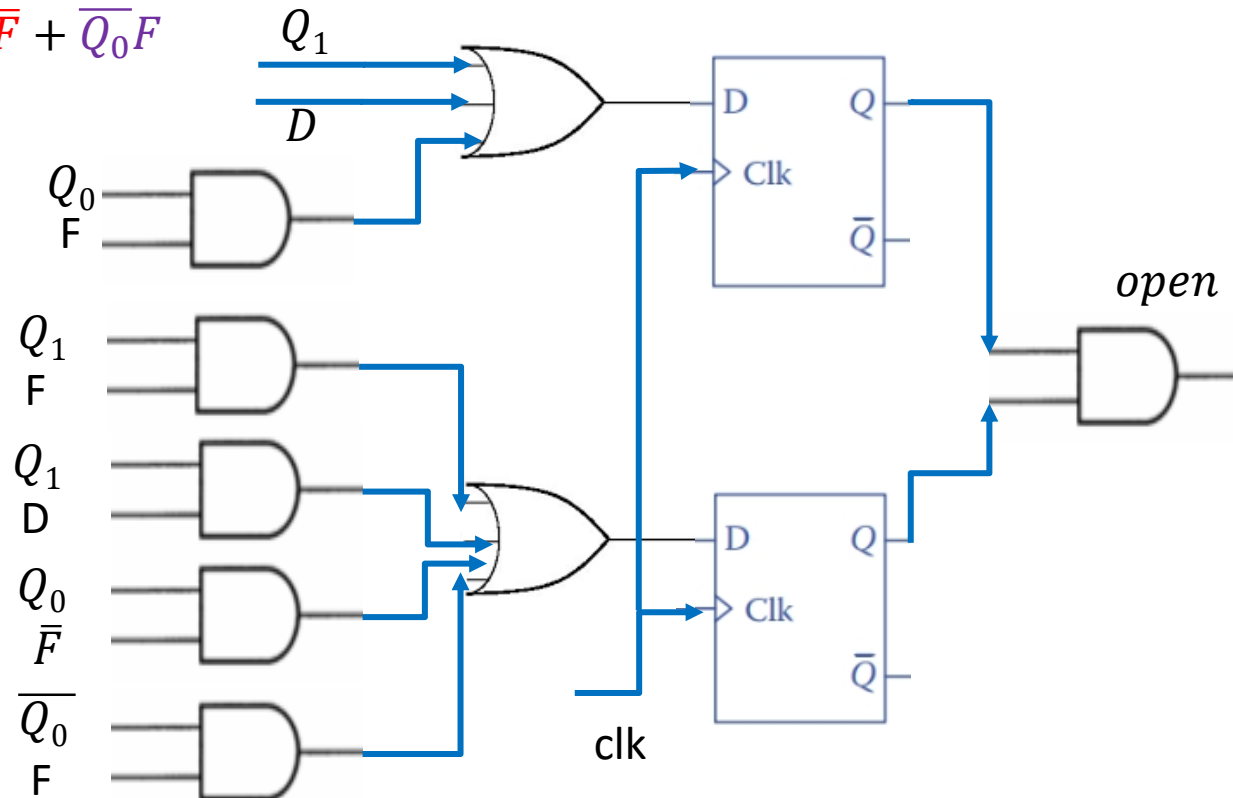 F̅ + Q̅₀F
Q₁
D
Q₀
F
Q₁
F
Q₁
D
Q₀
F̅
Q̅₀
F
D Q
Clk
Q̅
open
D Q
Clk
Q̅
clk